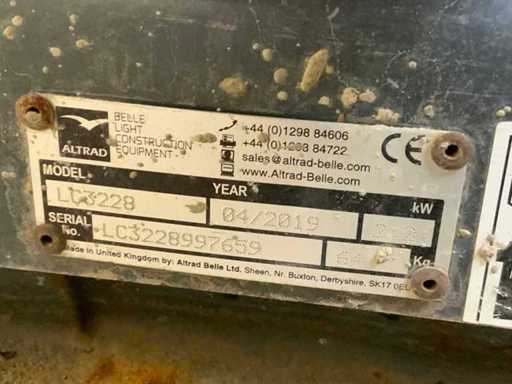 BELLE
LIGHT
CONSTRUCTION
EQUIPMENT
ALTRAD
+44 (0)1298 84606
+44 (0)1298 84722
sales@altrad-belle.com
www.Altrad-Belle.com
CE
MODEL YEAR kW
LC3228 04/2019
SERIAL No. LC3228997659 Kg
Made in United Kingdom by: Altrad Belle Ltd. Sheen, Nr. Buxton, Derbyshire, SK17